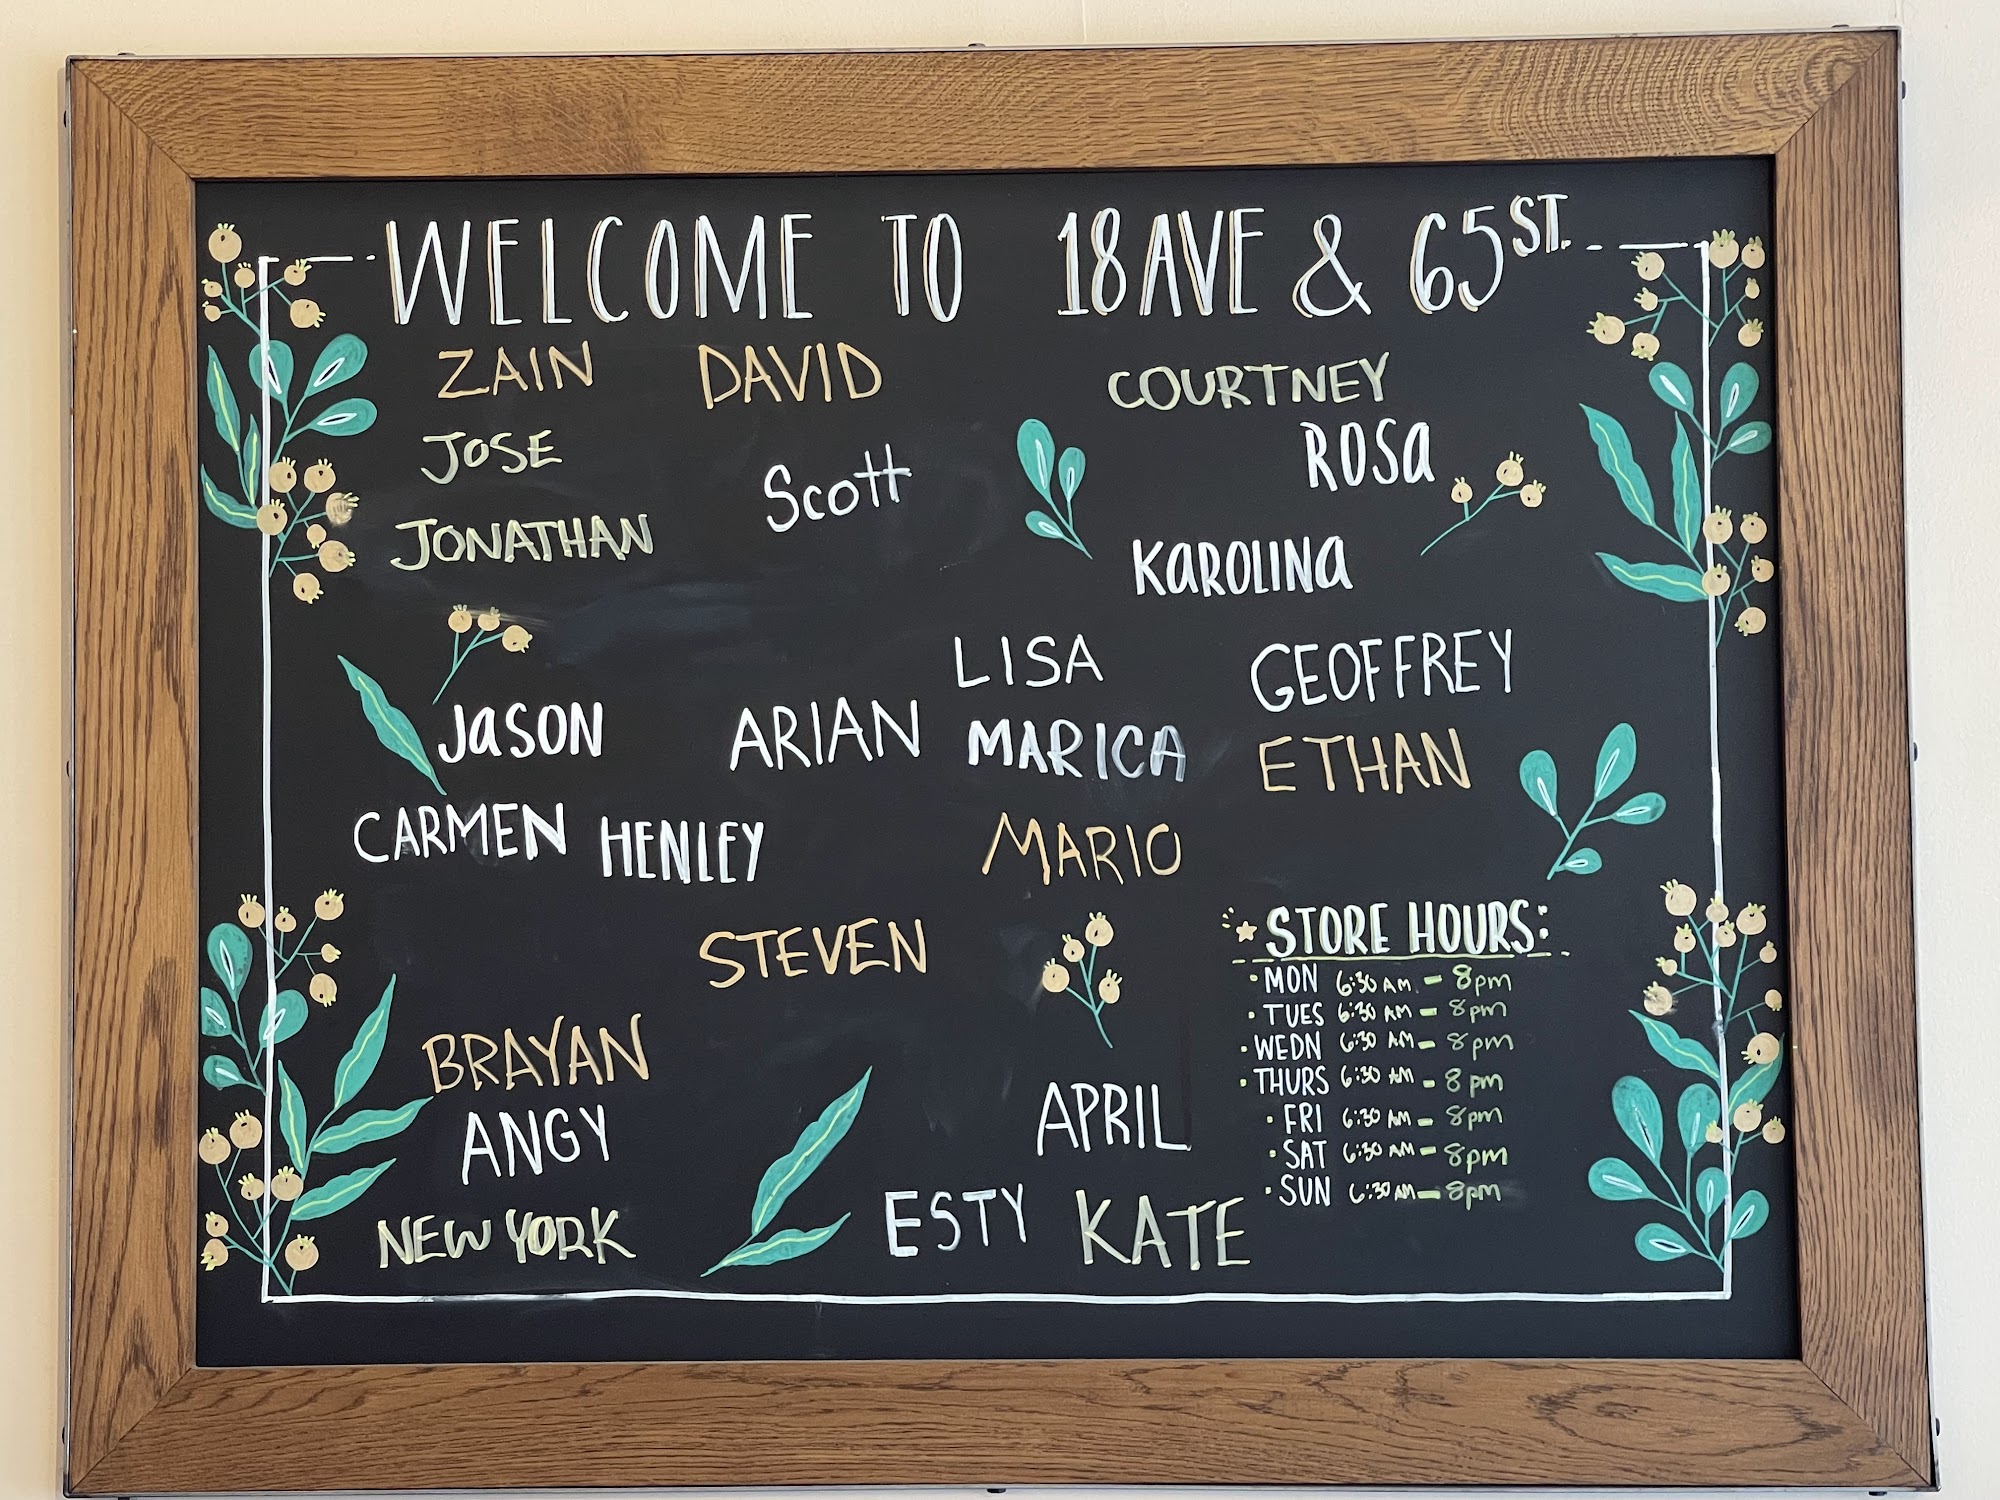 WELCOME TO 18 AVE & 65ST.
ZAIN DAVID COURTNEY
JOSE Scott ROSa
JONATHAN KaROLINa
LISA GEOFFREY
JaSON ARIAN MARICA ETHAN
CARMEN HENLEY MARIO
STEVEN
BRAYAN
ANGY APRIL
NEW YORK ESTY KATE
STORE HOURS:
· MON 6:30 AM. - 8pm
· TUES 6:30 AM - 8pm
· WEDN 6:30 AM - 8pm
· THURS 6:30 AM - 8pm
· FRI 6:30 AM - 8pm
· SAT 6:30 AM - 8pm
· SUN 6:30 AM - 8pm